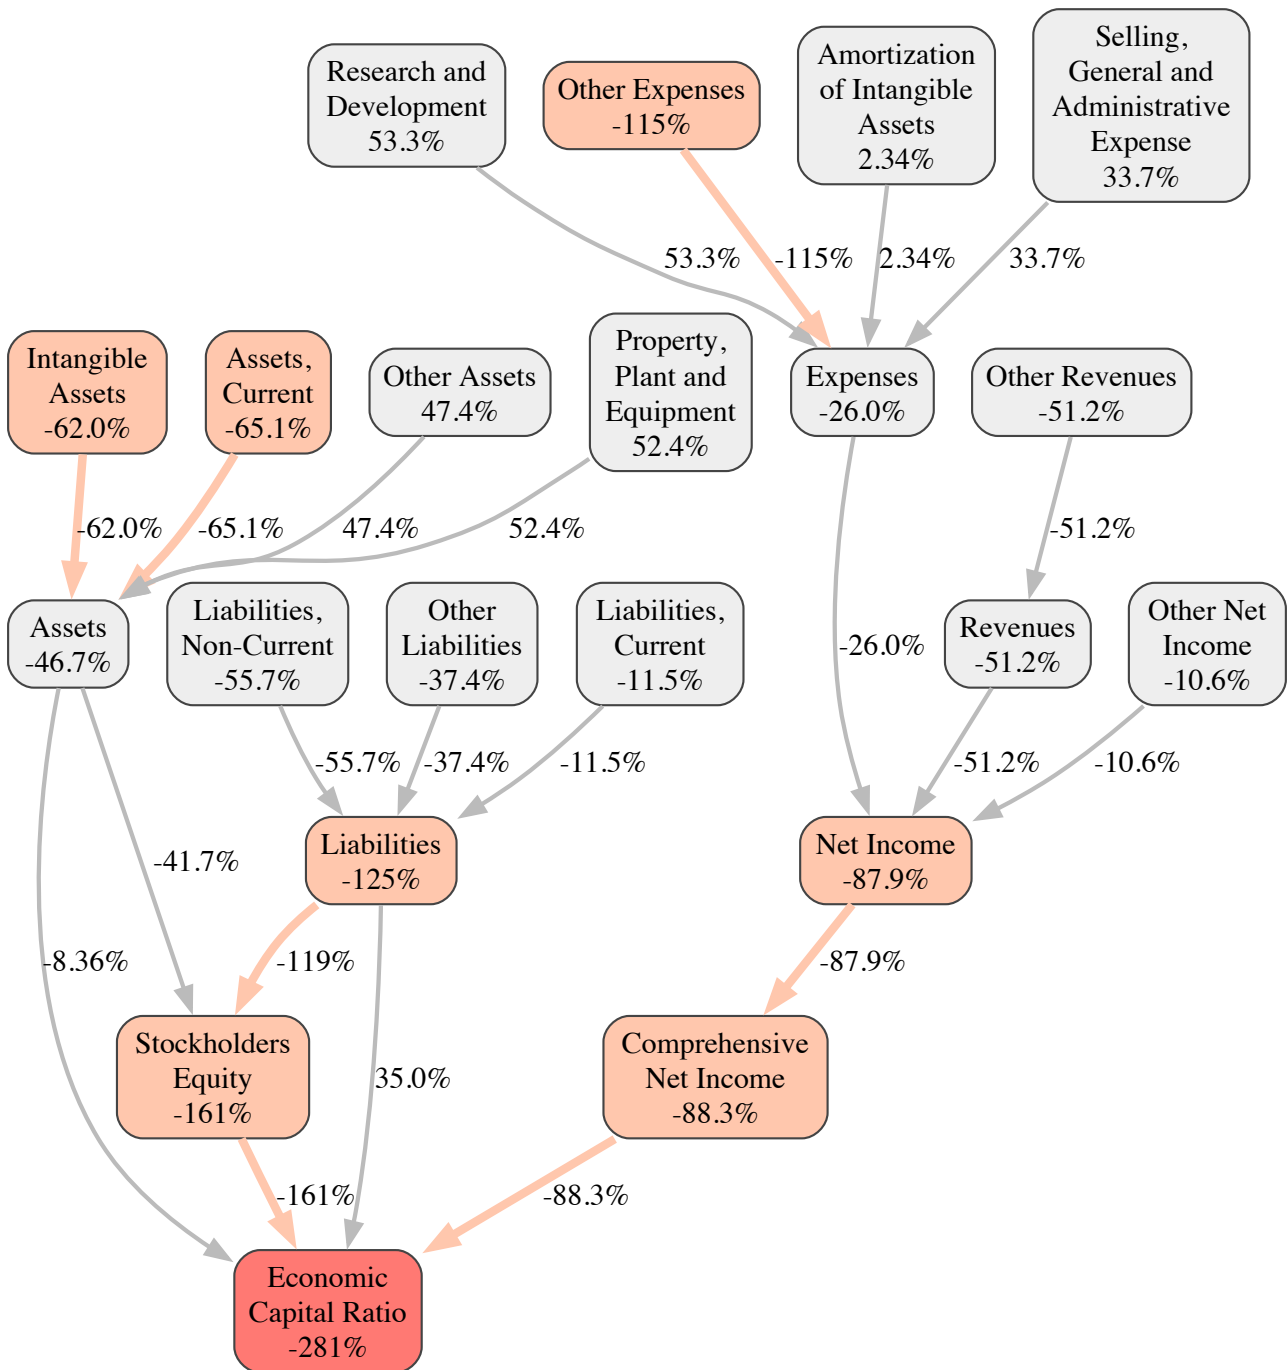 Research and
Development
53.3%
Other Expenses
-115%
Amortization
of Intangible
Assets
2.34%
Selling,
General and
Administrative
Expense
33.7%
53.3%
-115%
2.34%
33.7%
Intangible
Assets
-62.0%
Assets,
Current
-65.1%
Other Assets
47.4%
Property,
Plant and
Equipment
52.4%
Expenses
-26.0%
Other Revenues
-51.2%
-62.0%
-65.1%
47.4%
52.4%
-51.2%
Assets
-46.7%
Liabilities,
Non-Current
-55.7%
Other
Liabilities
-37.4%
Liabilities,
Current
-11.5%
-26.0%
Revenues
-51.2%
Other Net
Income
-10.6%
-55.7%
-37.4%
-11.5%
-51.2%
-10.6%
-41.7%
Liabilities
-125%
Net Income
-87.9%
-8.36%
-119%
-87.9%
Stockholders
Equity
-161%
35.0%
Comprehensive
Net Income
-88.3%
-161%
-88.3%
Economic
Capital Ratio
-281%